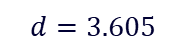 d = 3.605